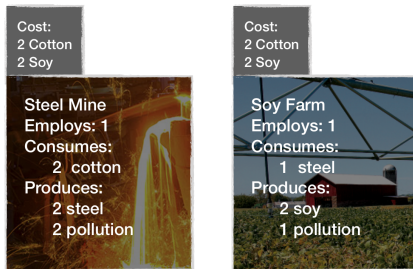 Cost:
2 Cotton
2 Soy
Steel Mine
Employs: 1
Consumes:
2 cotton
Produces:
2 steel
2 pollution
Cost:
2 Cotton
2 Soy
Soy Farm
Employs: 1
Consumes:
1 steel
Produces:
2 soy
1 pollution